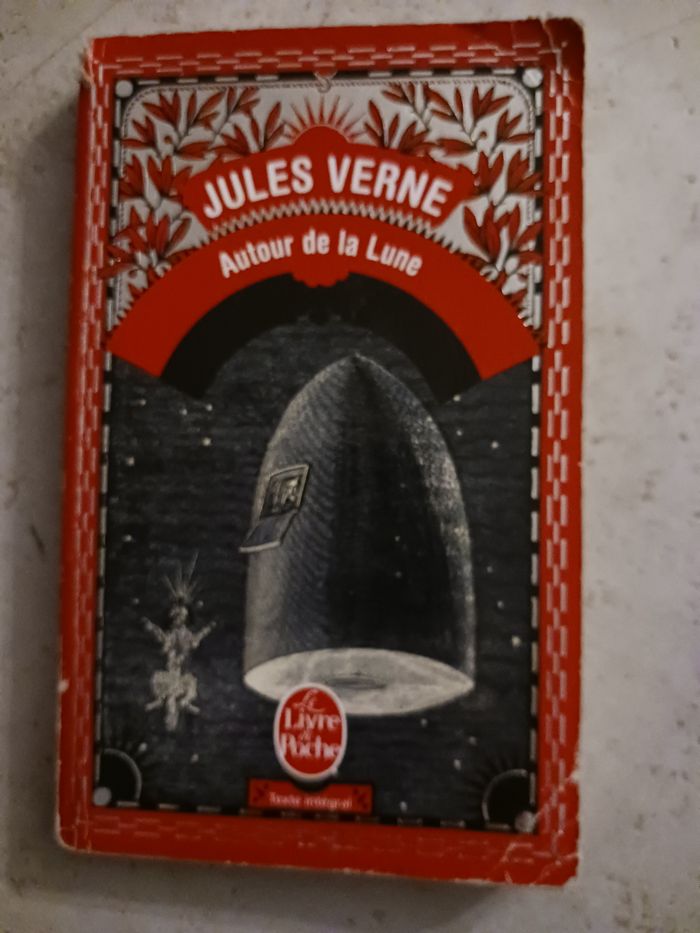 JULES VERNE
Autour de la Lune
Le
Livre
de
Poche
Texte intégral